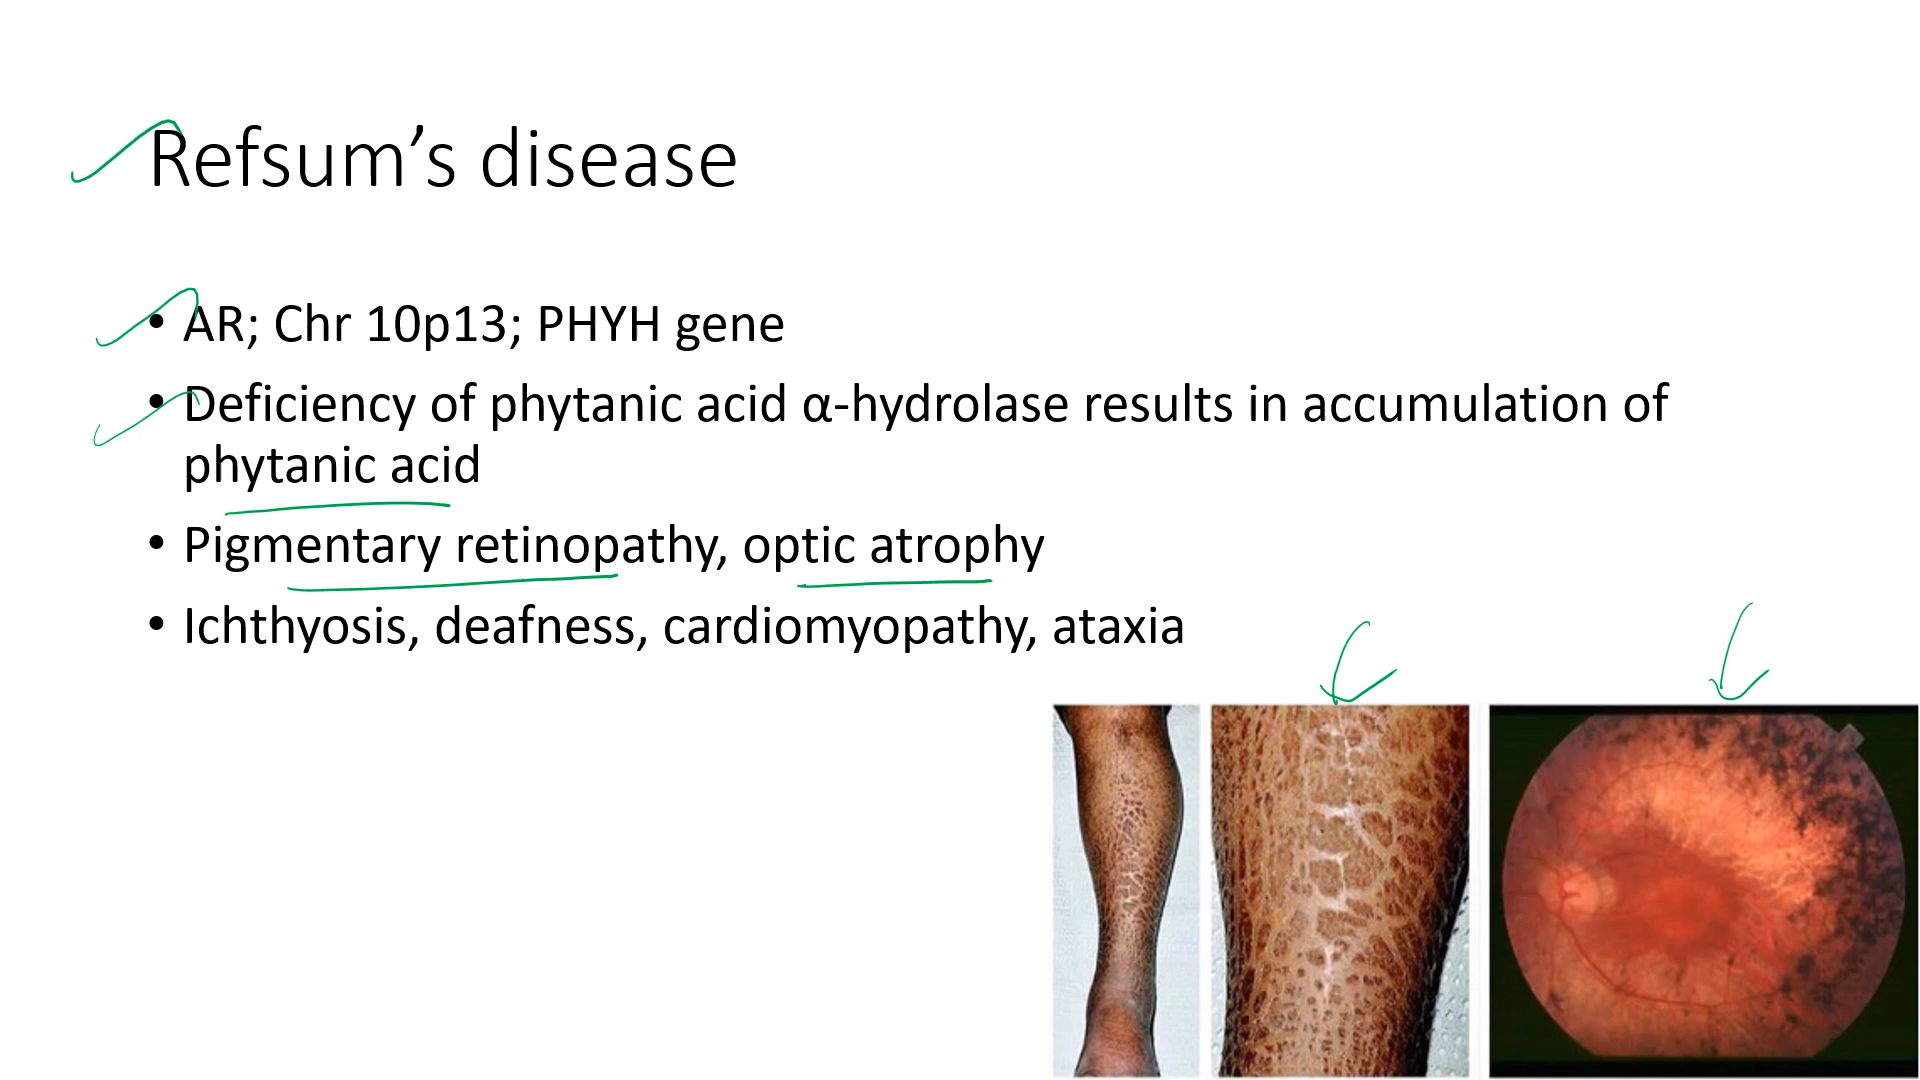 Refsum’s disease
• AR; Chr 10p13; PHYH gene
• Deficiency of phytanic acid α-hydrolase results in accumulation of
phytanic acid
• Pigmentary retinopathy, optic atrophy
• Ichthyosis, deafness, cardiomyopathy, ataxia